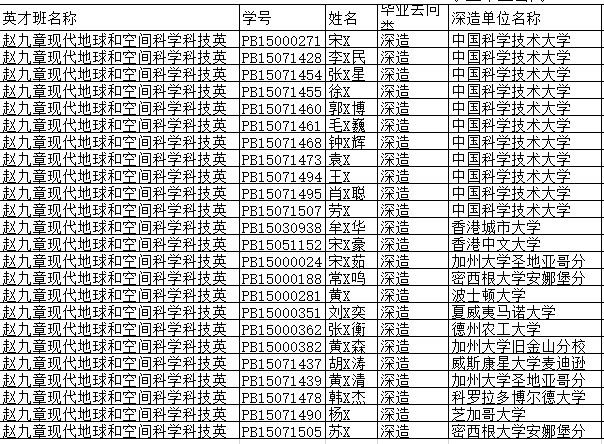 英才班名称 学号 姓名 毕业去向类 深造单位名称
赵九章现代地球和空间科学科技英 PB15000271 宋X 深造 中国科学技术大学
赵九章现代地球和空间科学科技英 PB15071428 李X民 深造 中国科学技术大学
赵九章现代地球和空间科学科技英 PB15071454 张X星 深造 中国科学技术大学
赵九章现代地球和空间科学科技英 PB15071455 徐X 深造 中国科学技术大学
赵九章现代地球和空间科学科技英 PB15071460 郭X博 深造 中国科学技术大学
赵九章现代地球和空间科学科技英 PB15071461 毛X巍 深造 中国科学技术大学
赵九章现代地球和空间科学科技英 PB15071468 钟X辉 深造 中国科学技术大学
赵九章现代地球和空间科学科技英 PB15071473 袁X 深造 中国科学技术大学
赵九章现代地球和空间科学科技英 PB15071494 王X 深造 中国科学技术大学
赵九章现代地球和空间科学科技英 PB15071495 肖X聪 深造 中国科学技术大学
赵九章现代地球和空间科学科技英 PB15071507 劳X 深造 中国科学技术大学
赵九章现代地球和空间科学科技英 PB15030938 牟X华 深造 香港城市大学
赵九章现代地球和空间科学科技英 PB15051152 宋X豪 深造 香港中文大学
赵九章现代地球和空间科学科技英 PB15000024 宋X茹 深造 加州大学圣地亚哥分
赵九章现代地球和空间科学科技英 PB15000188 常X鸣 深造 密西根大学安娜堡分
赵九章现代地球和空间科学科技英 PB15000281 黄X 深造 波士顿大学
赵九章现代地球和空间科学科技英 PB15000351 刘X奕 深造 夏威夷马诺大学
赵九章现代地球和空间科学科技英 PB15000362 张X衡 深造 德州农工大学
赵九章现代地球和空间科学科技英 PB15000382 黄X森 深造 加州大学旧金山分校
赵九章现代地球和空间科学科技英 PB15071437 胡X涛 深造 威斯康星大学麦迪逊
赵九章现代地球和空间科学科技英 PB15071439 黄X清 深造 加州大学圣地亚哥分
赵九章现代地球和空间科学科技英 PB15071478 韩X杰 深造 科罗拉多博尔德大学
赵九章现代地球和空间科学科技英 PB15071490 杨X 深造 芝加哥大学
赵九章现代地球和空间科学科技英 PB15071505 苏X 深造 密西根大学安娜堡分